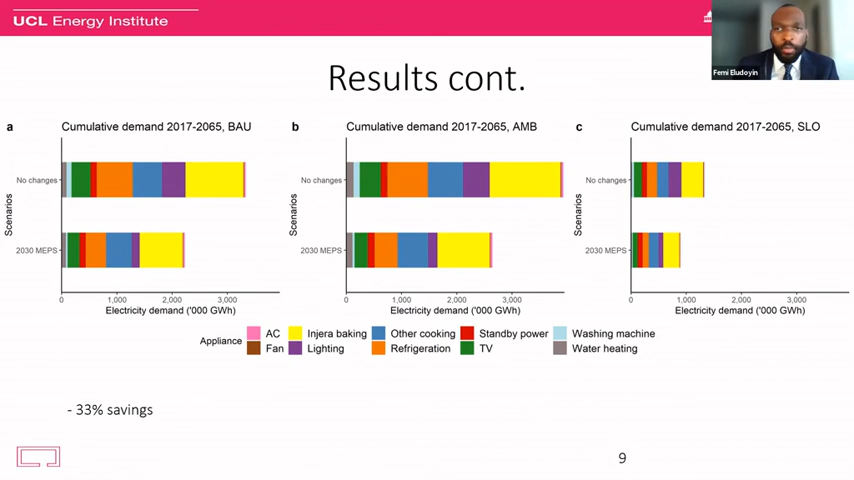 UCL Energy Institute
Femi Eludoyin
Results cont.
a
Cumulative demand 2017-2065, BAU
b
Cumulative demand 2017-2065, AMB
c
Cumulative demand 2017-2065, SLO
Scenarios
No changes
2030 MEPS
0
1,000
2,000
3,000
Electricity demand ('000 GWh)
Scenarios
No changes
2030 MEPS
0
1,000
2,000
3,000
Electricity demand ('000 GWh)
Scenarios
No changes
2030 MEPS
0
1,000
2,000
3,000
Electricity demand ('000 GWh)
Appliance
AC
Injera baking
Other cooking
Standby power
Washing machine
Fan
Lighting
Refrigeration
TV
Water heating
- 33% savings
9